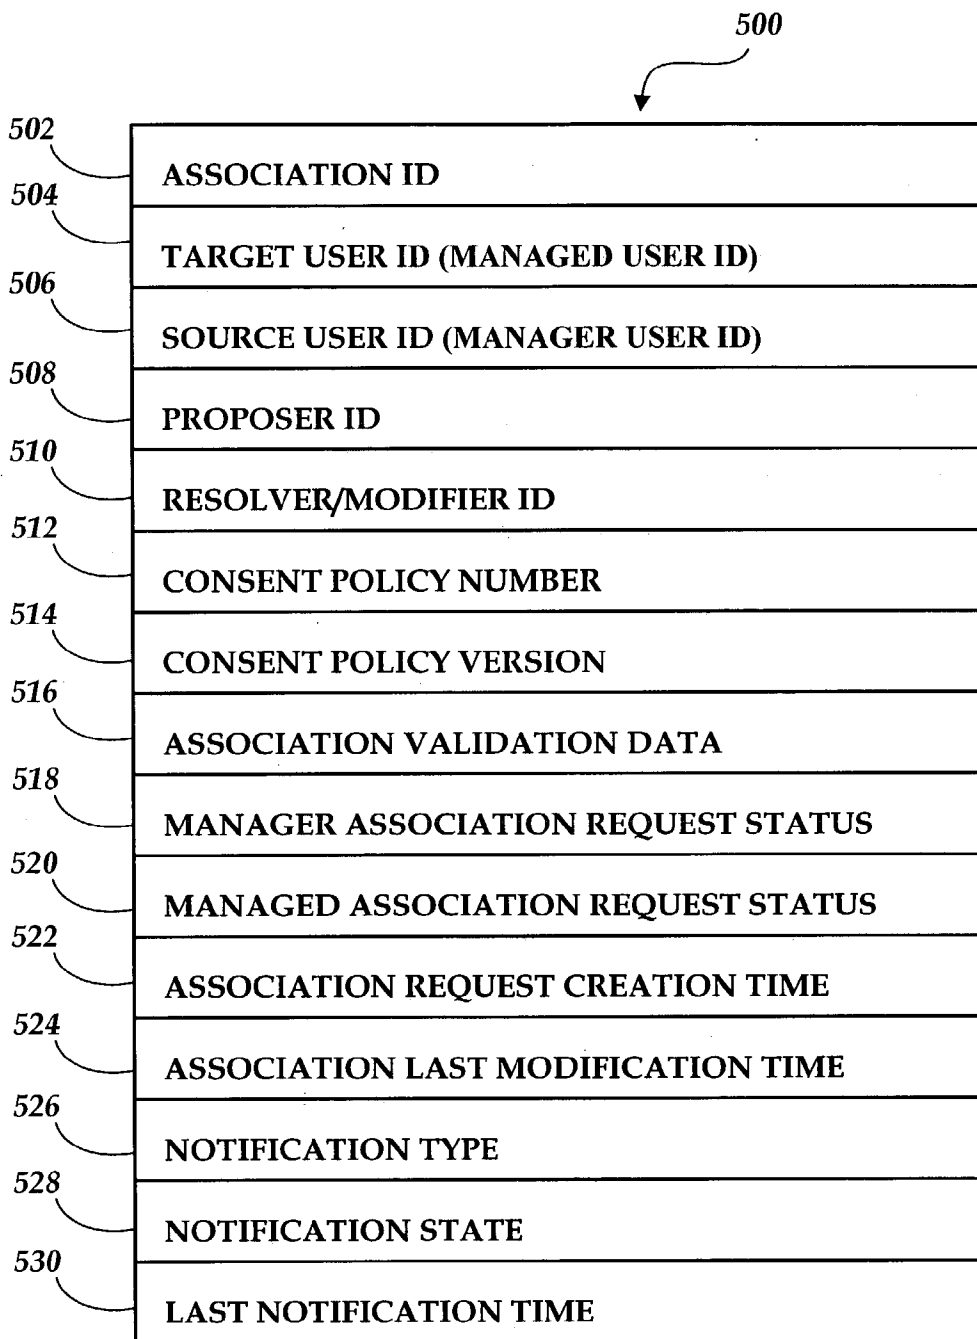 500
502
ASSOCIATION ID
504
TARGET USER ID (MANAGED USER ID)
506
SOURCE USER ID (MANAGER USER ID)
508
PROPOSER ID
510
RESOLVER/MODIFIER ID
512
CONSENT POLICY NUMBER
514
CONSENT POLICY VERSION
516
ASSOCIATION VALIDATION DATA
518
MANAGER ASSOCIATION REQUEST STATUS
520
MANAGED ASSOCIATION REQUEST STATUS
522
ASSOCIATION REQUEST CREATION TIME
524
ASSOCIATION LAST MODIFICATION TIME
526
NOTIFICATION TYPE
528
NOTIFICATION STATE
530
LAST NOTIFICATION TIME